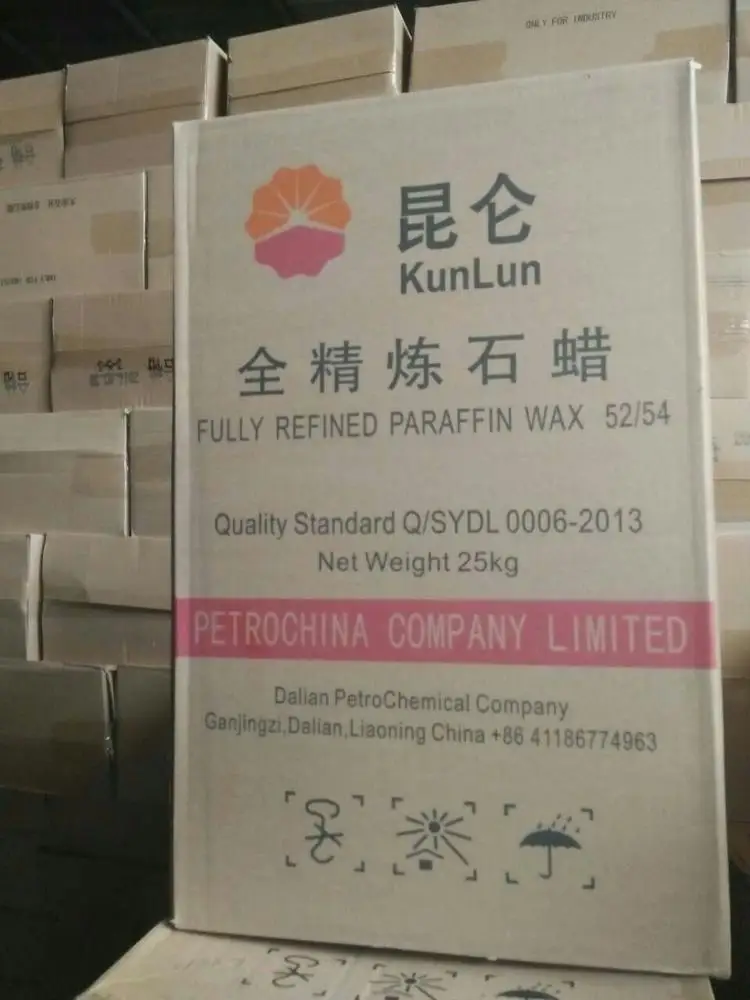 ONLY FOR INDUSTRY
昆仑
KunLun
全精炼石蜡
FULLY REFINED PARAFFIN WAX 52/54
Quality Standard Q/SYDL 0006-2013
Net Weight 25kg
PETROCHINA COMPANY LIMITED
Dalian PetroChemical Company
Ganjingzi,Dalian,Liaoning China +86 41186774963